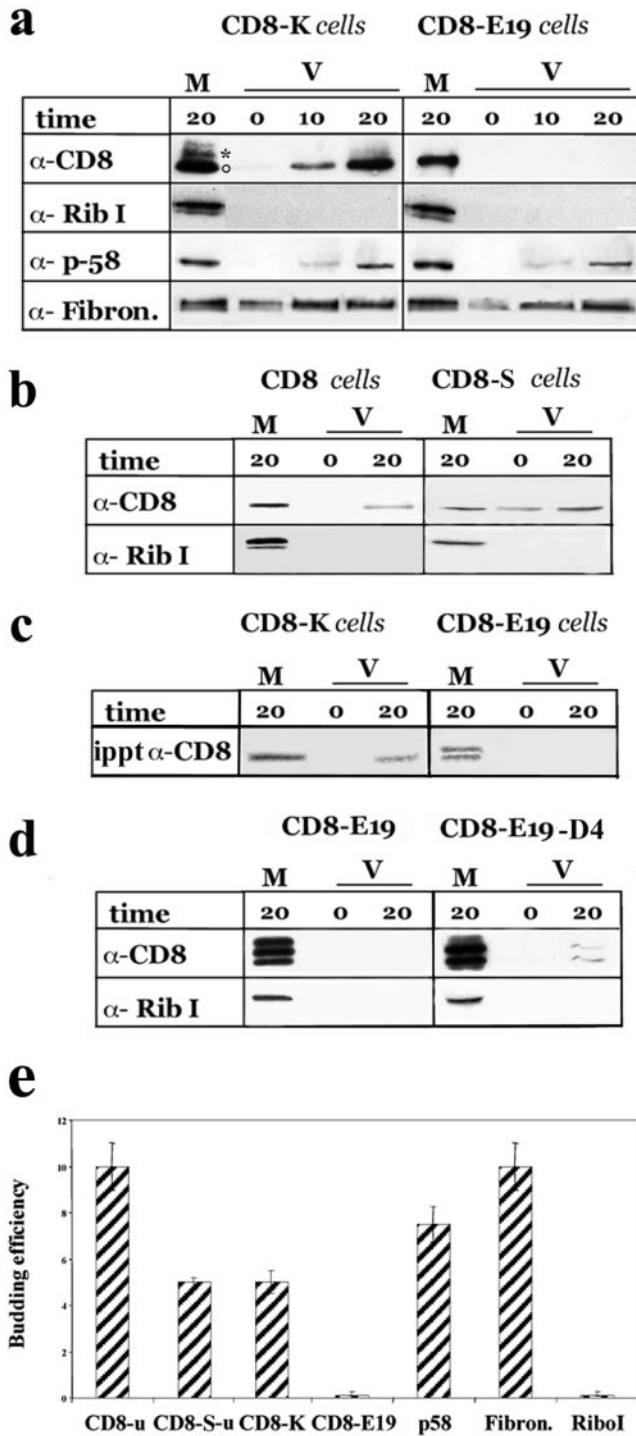 a
CD8-K cells CD8-E19 cells
M V M V
time 20 0 10 20 20 0 10 20
α-CD8 * °
α- Rib I
α- p-58
α- Fibron.
b
CD8 cells CD8-S cells
M V M V
time 20 0 20 20 0 20
α-CD8
α- Rib I
c
CD8-K cells CD8-E19 cells
M V M V
time 20 0 20 20 0 20
ippt α-CD8
d
CD8-E19 CD8-E19-D4
M V M V
time 20 0 20 20 0 20
α-CD8
α- Rib I
e
12
10
8
6
4
2
0
Budding efficiency
CD8-u CD8-S-u CD8-K CD8-E19 p58 Fibron. RiboI